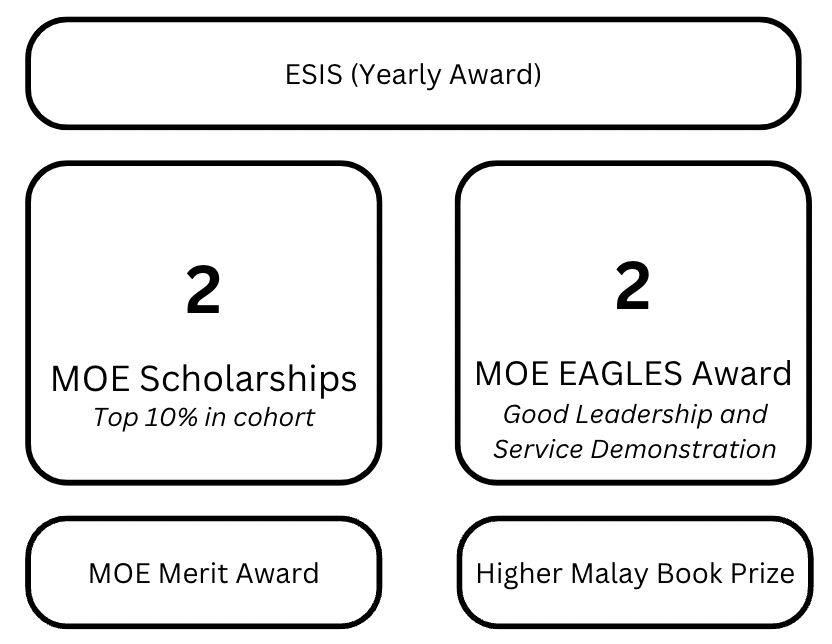 ESIS (Yearly Award)
2
MOE Scholarships
Top 10% in cohort
2
MOE EAGLES Award
Good Leadership and
Service Demonstration
MOE Merit Award
Higher Malay Book Prize